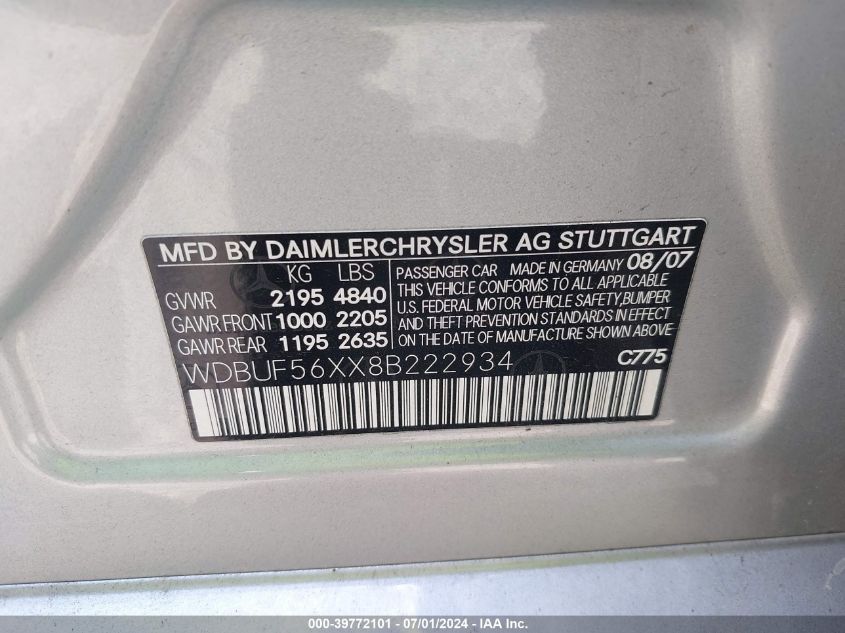 MFD BY DAIMLERCHRYSLER AG STUTTGART
KG LBS
GVWR 2195 4840
GAWR FRONT 1000 2205
GAWR REAR 1195 2635
PASSENGER CAR MADE IN GERMANY 08/07
THIS VEHICLE CONFORMS TO ALL APPLICABLE
U.S. FEDERAL MOTOR VEHICLE SAFETY,BUMPER
AND THEFT PREVENTION STANDARDS IN EFFECT
ON THE DATE OF MANUFACTURE SHOWN ABOVE
WDBUF56XX8B222934
C775
000-39772101 - 07/01/2024 - IAA Inc.